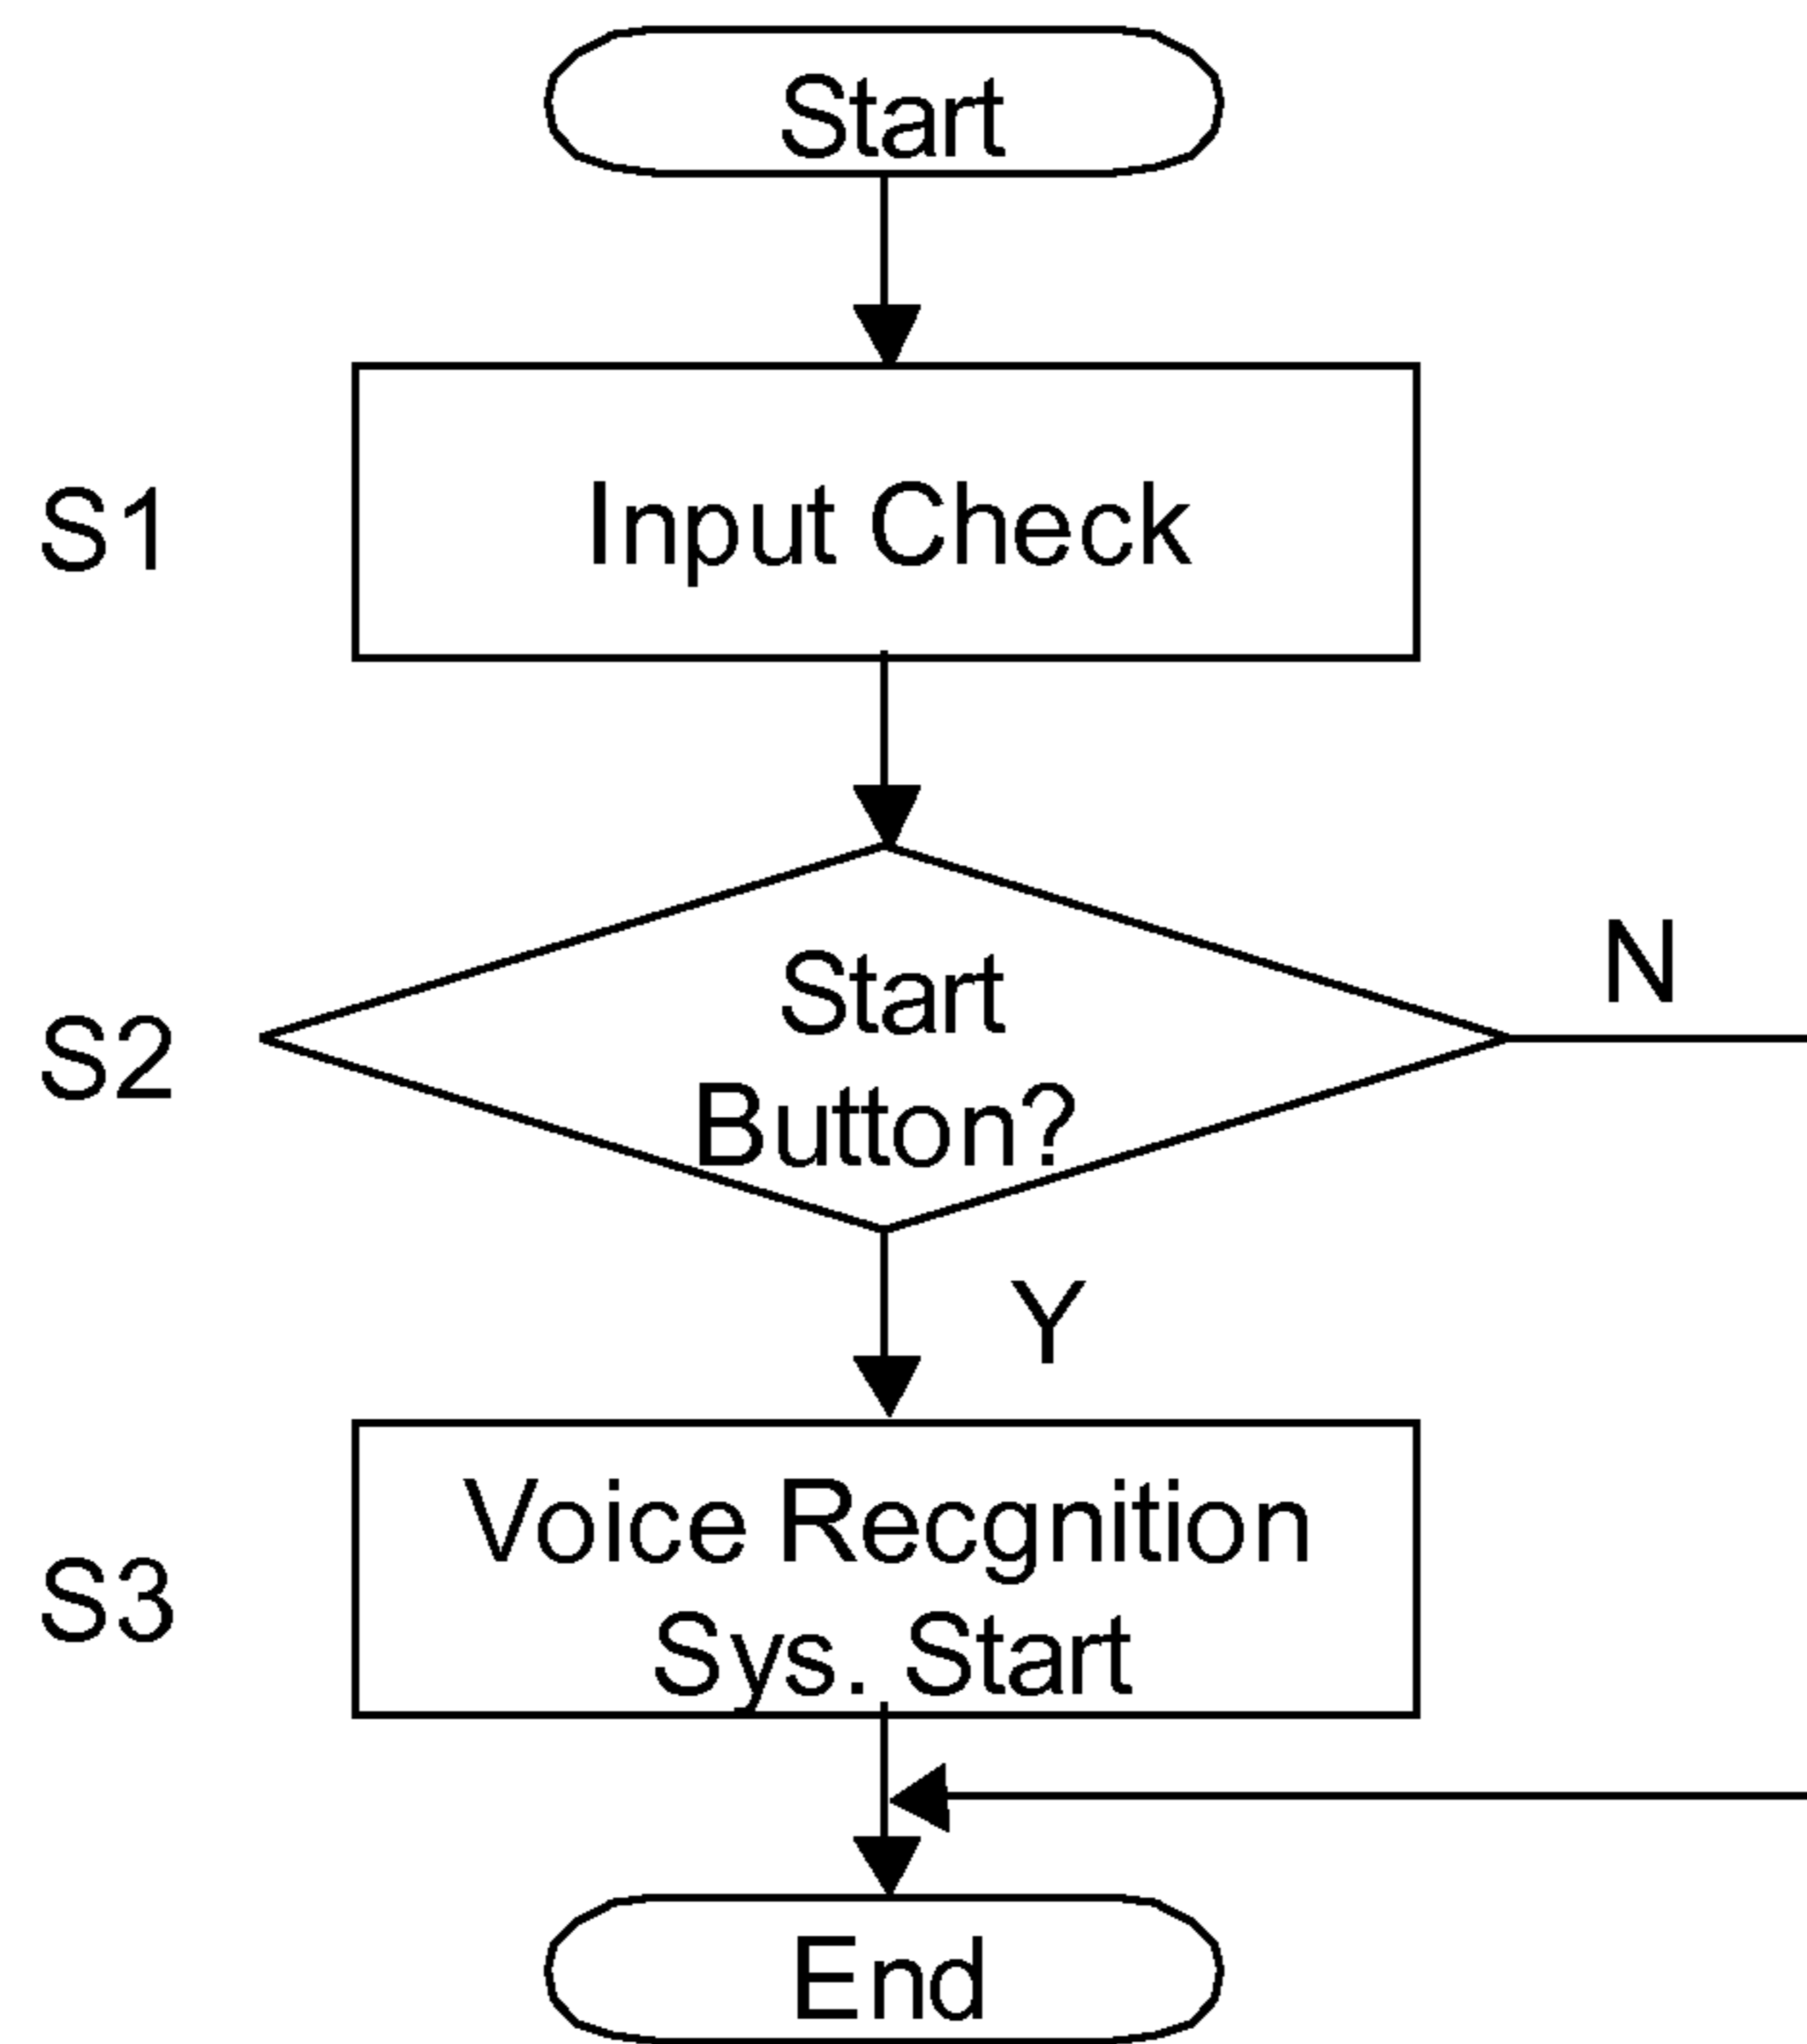 Start
S1
Input Check
S2
Start
Button?
N
Y
S3
Voice Recgnition
Sys. Start
End